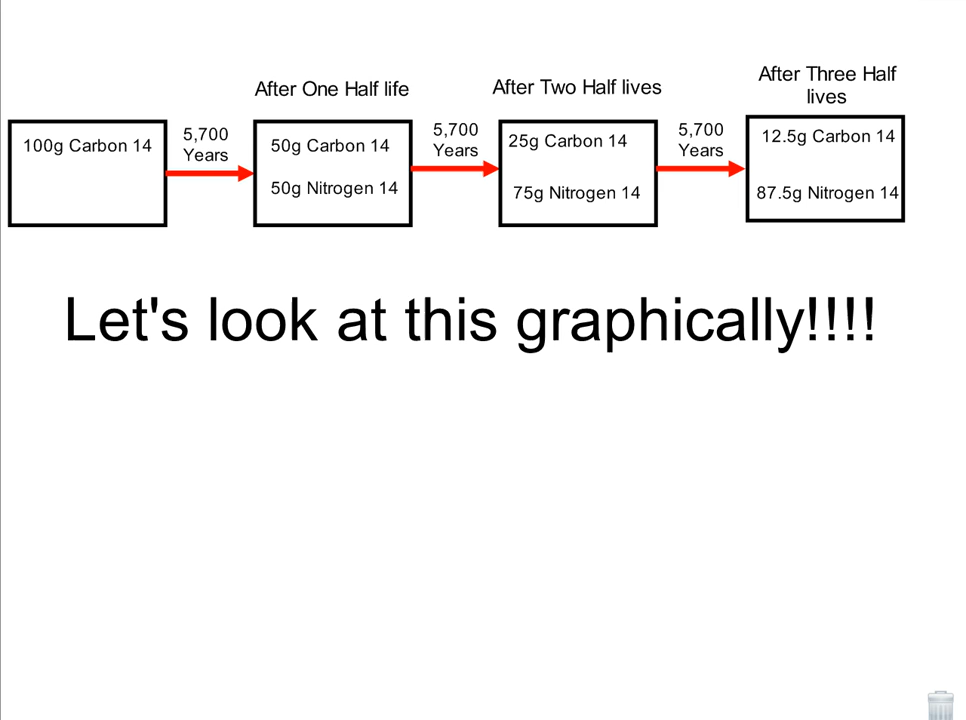 After One Half life
After Two Half lives
After Three Half
lives
100g Carbon 14
5,700
Years
50g Carbon 14
50g Nitrogen 14
5,700
Years
25g Carbon 14
75g Nitrogen 14
5,700
Years
12.5g Carbon 14
87.5g Nitrogen 14
Let's look at this graphically!!!!